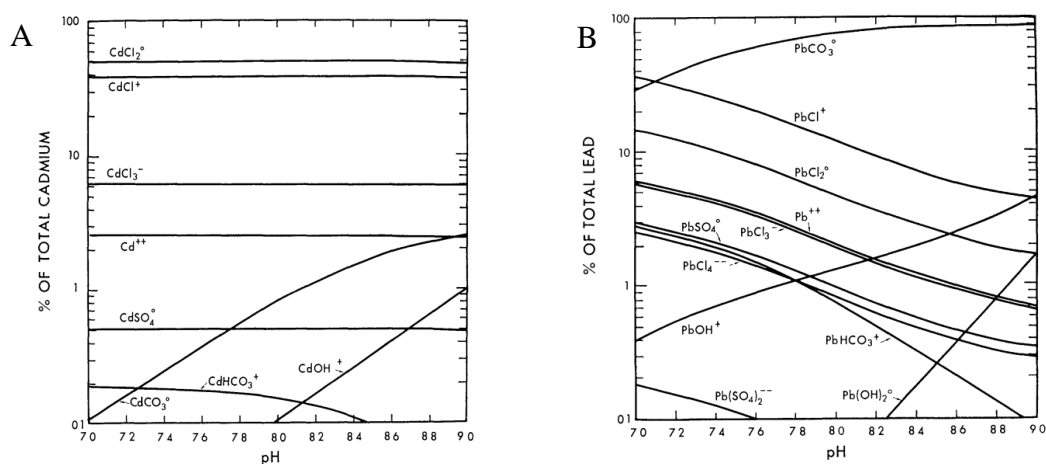 A
% OF TOTAL CADMIUM
100
10
1
01
CdCl₂°
CdCl⁺
CdCl₃⁻
Cd⁺⁺
CdSO₄°
CdHCO₃⁺
CdOH⁺
CdCO₃°
70 72 74 76 78 80 82 84 86 88 90
pH
B
% OF TOTAL LEAD
100
10
1
01
PbCO₃°
PbCl⁺
PbCl₂°
Pb⁺⁺
PbSO₄°
PbCl₃⁻
PbCl₄⁻⁻
PbOH⁺
PbHCO₃⁺
Pb(SO₄)₂⁻⁻
Pb(OH)₂°
70 72 74 76 78 80 82 84 86 88 90
pH